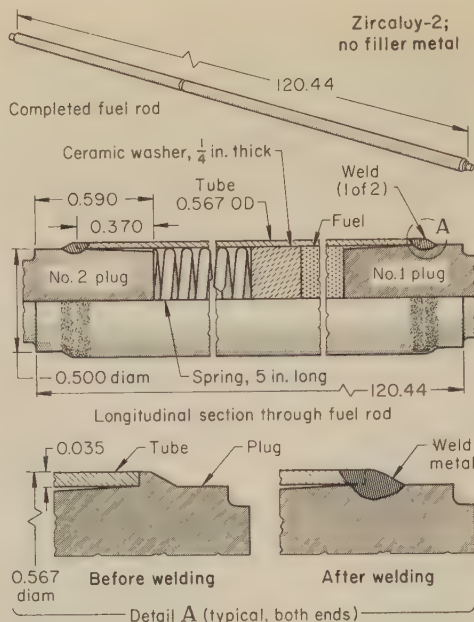 Zircaloy-2;
no filler metal
120.44
Completed fuel rod
Ceramic washer, 1/4 in. thick
Tube
0.567 OD
Weld
(1 of 2)
A
0.590
0.370
Fuel
No. 2 plug
No. 1 plug
0.500 diam
Spring, 5 in. long
120.44
Longitudinal section through fuel rod
0.035
Tube
Plug
Weld
metal
0.567
diam
Before welding
After welding
Detail A (typical, both ends)